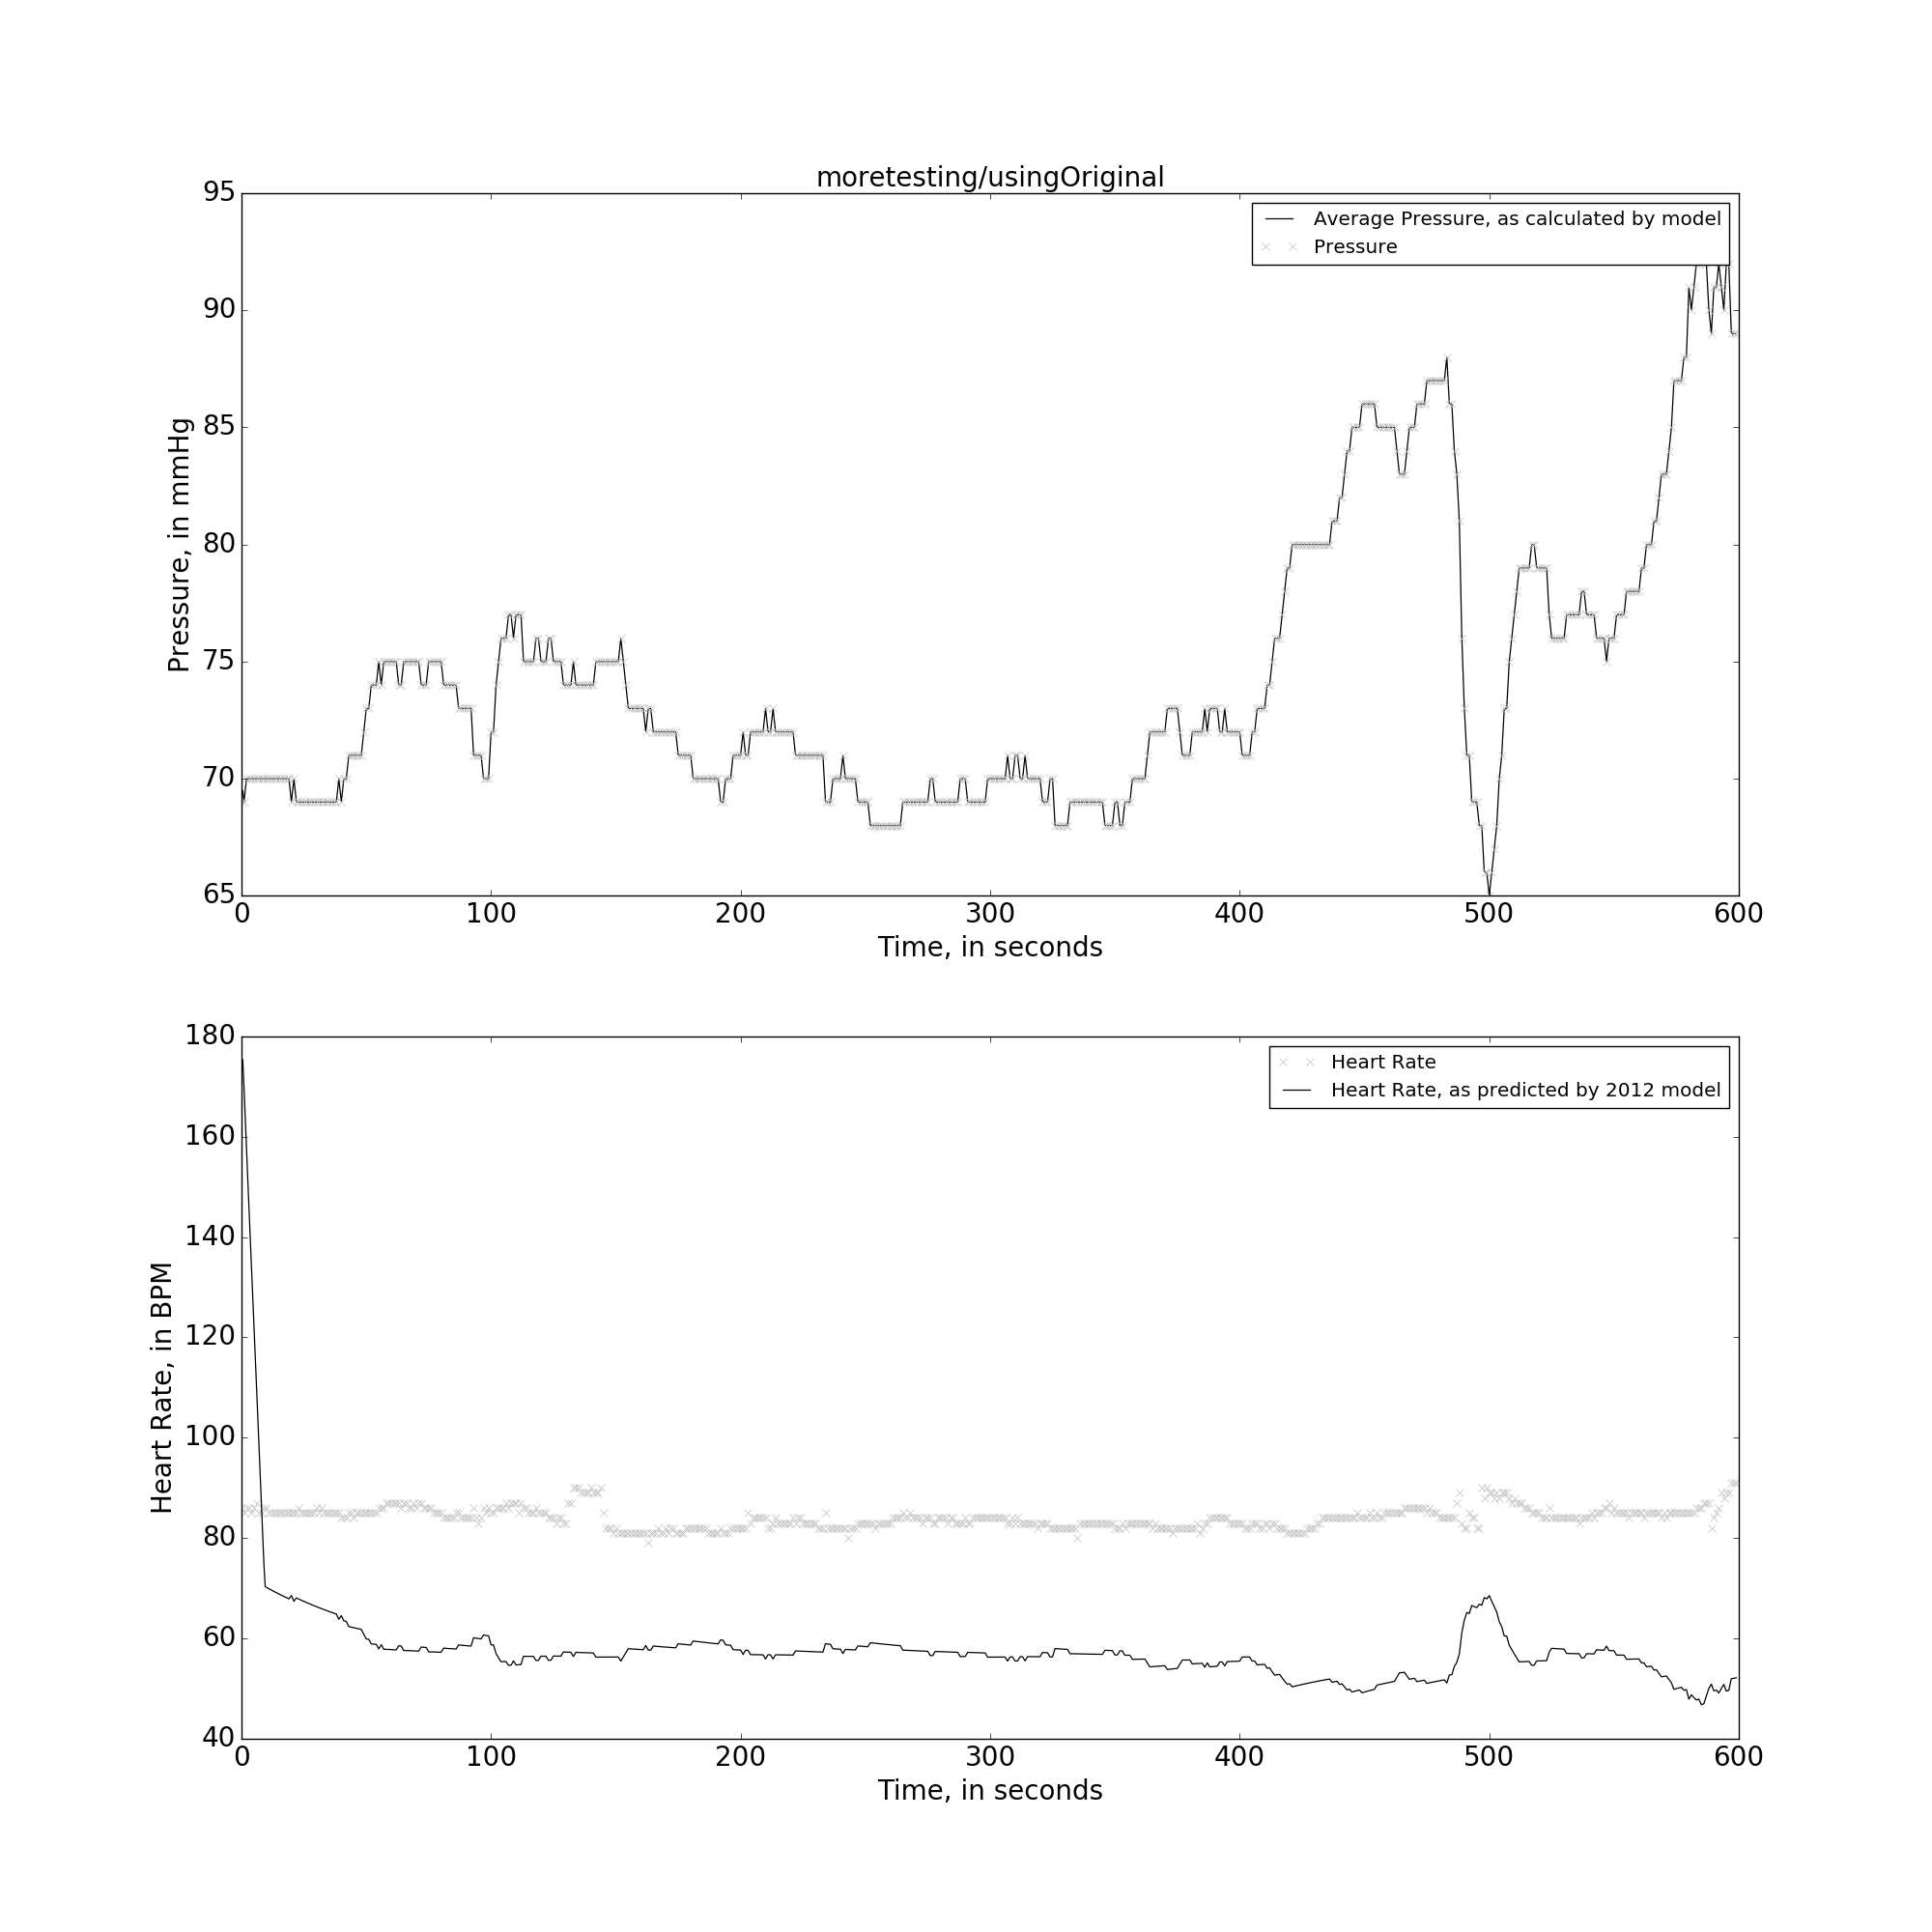 moretesting/usingOriginal
95
90
85
80
75
70
65
Pressure, in mmHg
Average Pressure, as calculated by model
Pressure
0 100 200 300 400 500 600
Time, in seconds
180
160
140
120
100
80
60
40
Heart Rate, in BPM
Heart Rate
Heart Rate, as predicted by 2012 model
0 100 200 300 400 500 600
Time, in seconds